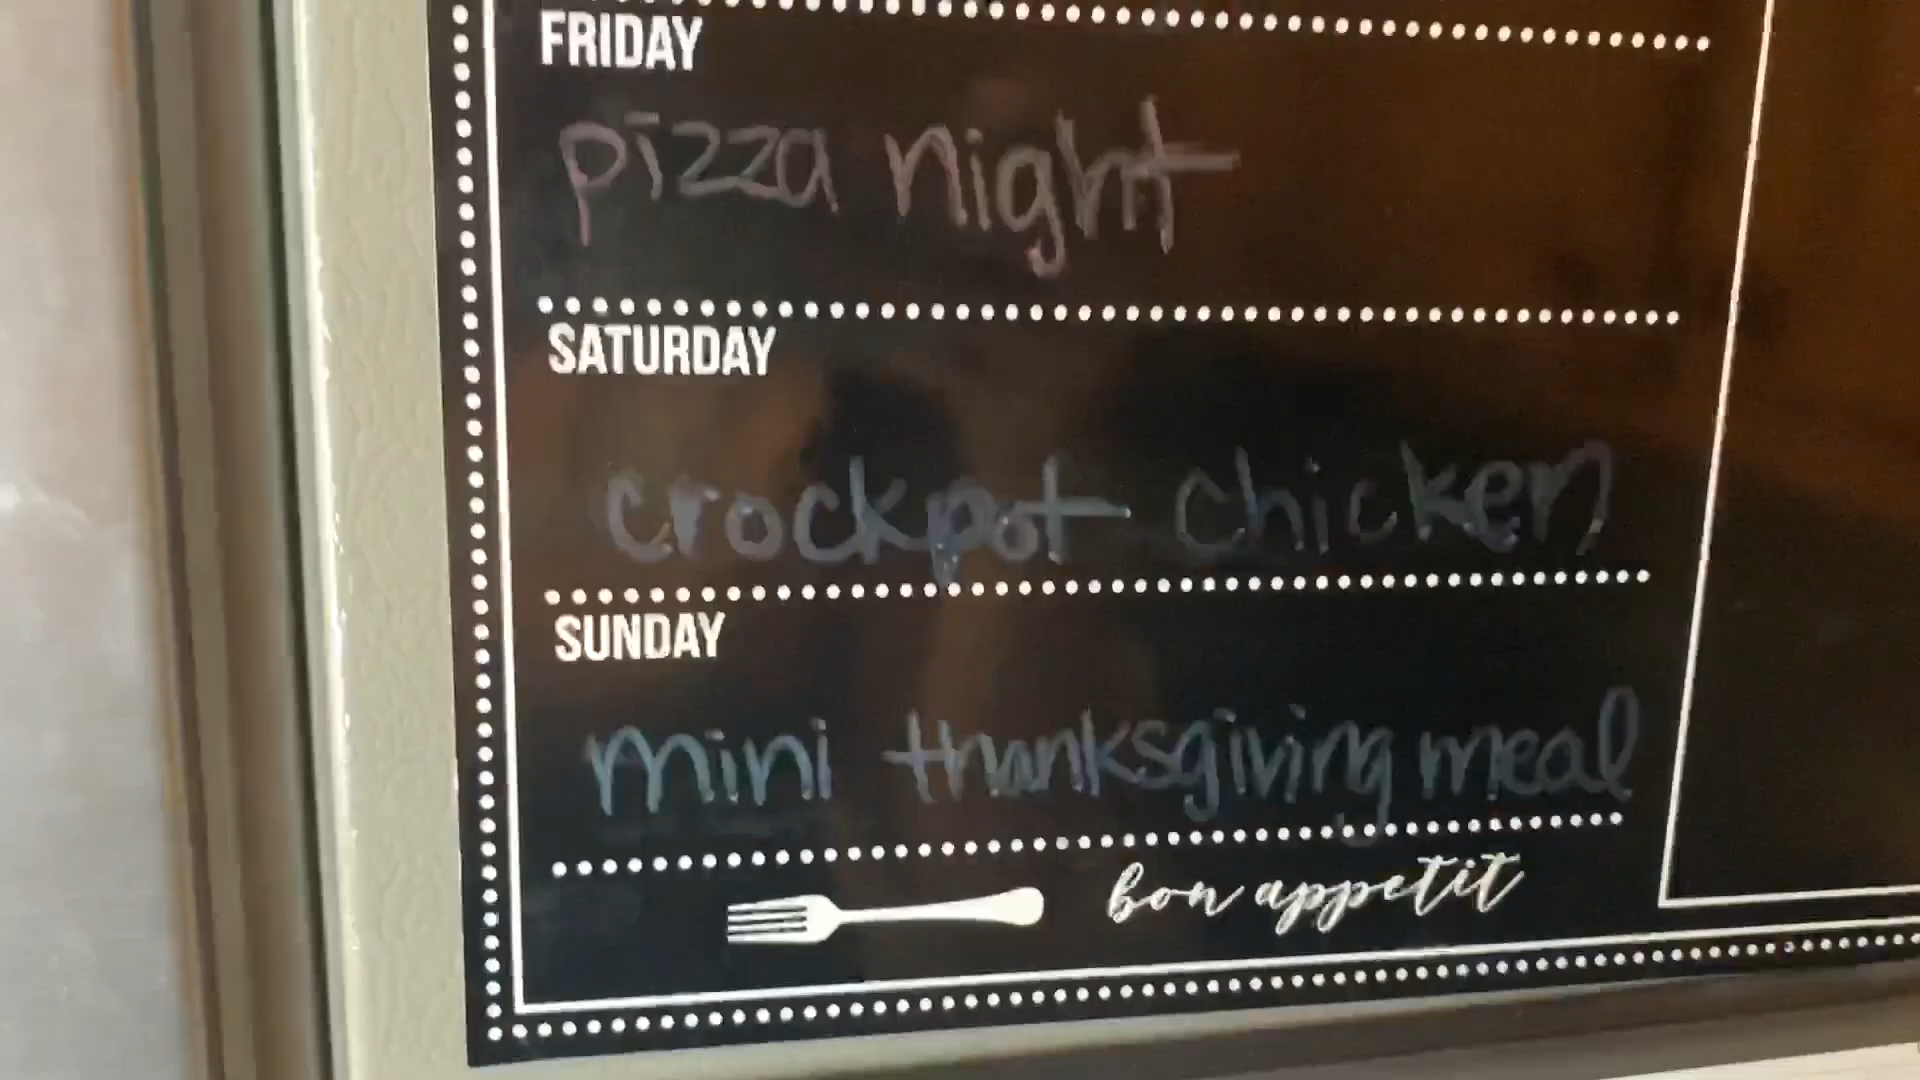 FRIDAY
pizza night
SATURDAY
crockpot chicken
SUNDAY
mini thanksgiving meal
bon appetit